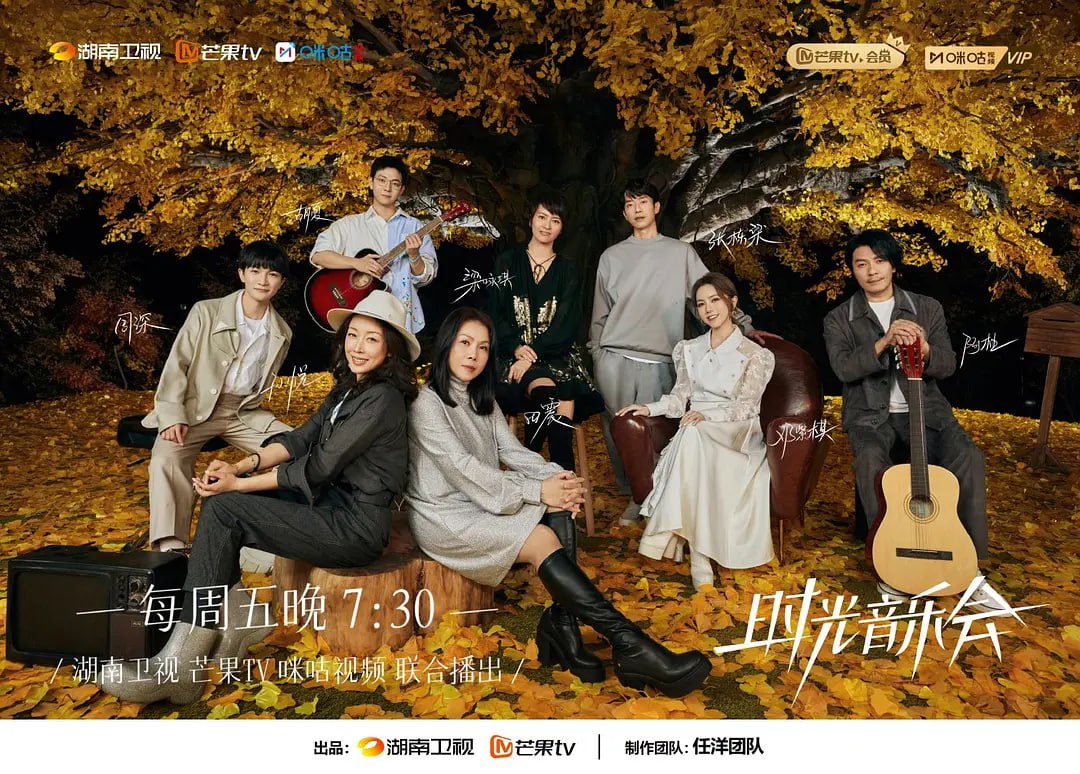 湖南卫视 芒果tv 咪咕
芒果tv会员 咪咕视频 VIP
胡夏
周深
梁咏琪
张栋梁
江悦
田震
邓紫棋
阿杜
每周五晚 7:30
/ 湖南卫视 芒果TV 咪咕视频 联合播出 /
时光音乐会
出品: 湖南卫视 芒果tv | 制作团队: 任洋团队